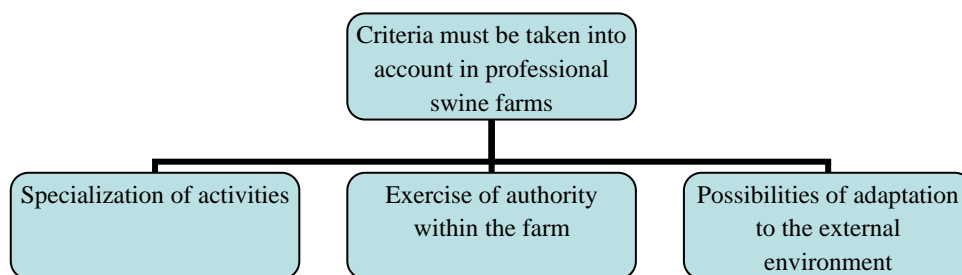 Criteria must be taken into
account in professional
swine farms
Specialization of activities
Exercise of authority
within the farm
Possibilities of adaptation
to the external
environment